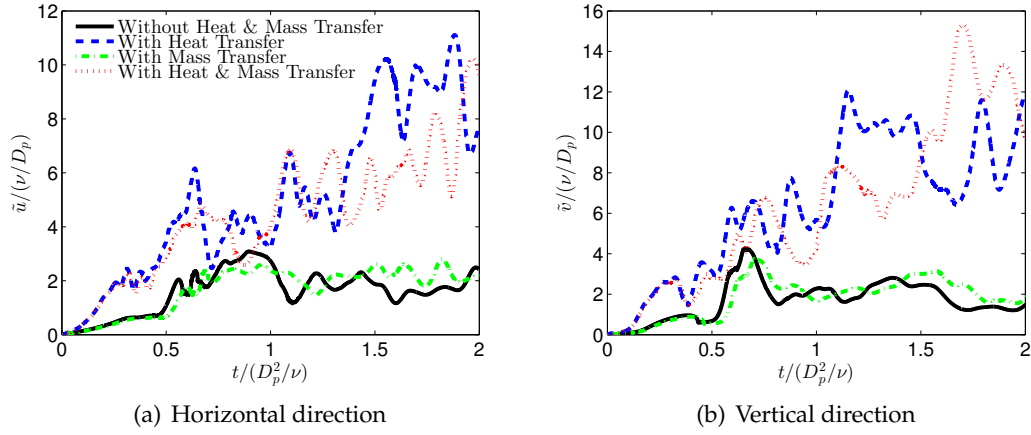 Without Heat & Mass Transfer
With Heat Transfer
With Mass Transfer
With Heat & Mass Transfer
12
10
8
6
4
2
0
ũ/(ν/D_p)
0 0.5 1 1.5 2
t/(D_p^2/ν)
(a) Horizontal direction
16
14
12
10
8
6
4
2
0
ṽ/(ν/D_p)
0 0.5 1 1.5 2
t/(D_p^2/ν)
(b) Vertical direction